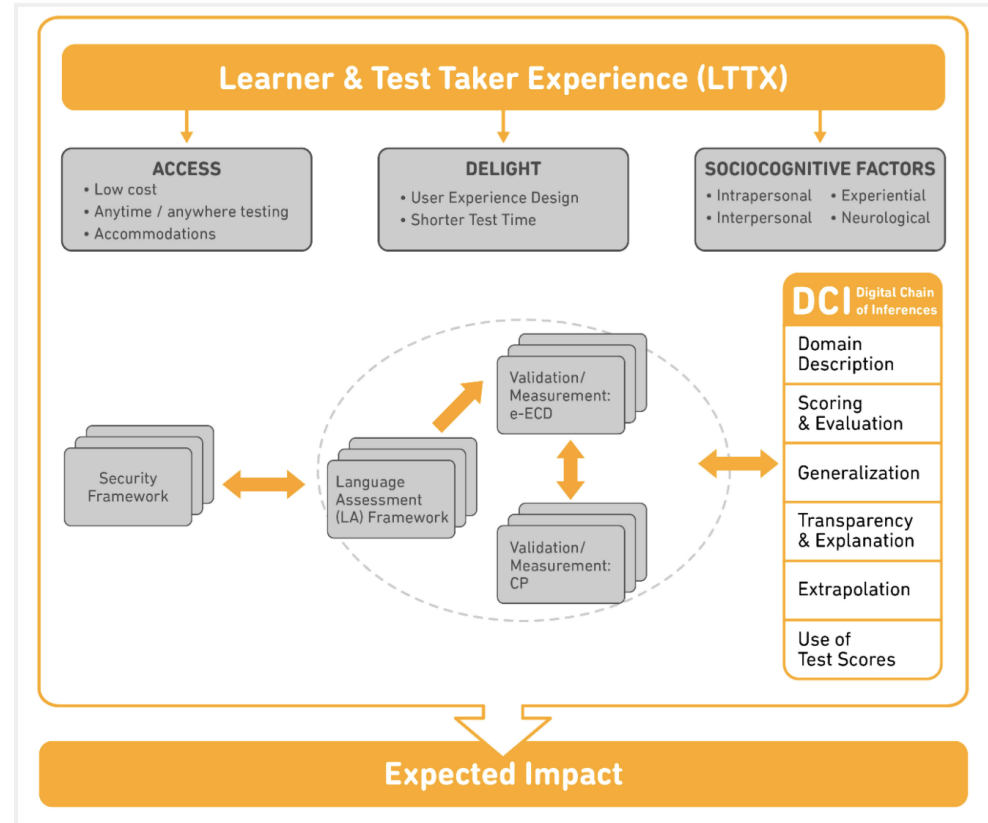 Learner & Test Taker Experience (LTTX)
ACCESS
• Low cost
• Anytime / anywhere testing
• Accommodations
DELIGHT
• User Experience Design
• Shorter Test Time
SOCIOCOGNITIVE FACTORS
• Intrapersonal • Experiential
• Interpersonal • Neurological
DCI Digital Chain
of Inferences
Domain
Description
Scoring
& Evaluation
Generalization
Transparency
& Explanation
Extrapolation
Use of
Test Scores
Security
Framework
Language
Assessment
(LA) Framework
Validation/
Measurement:
e-ECD
Validation/
Measurement:
CP
Expected Impact